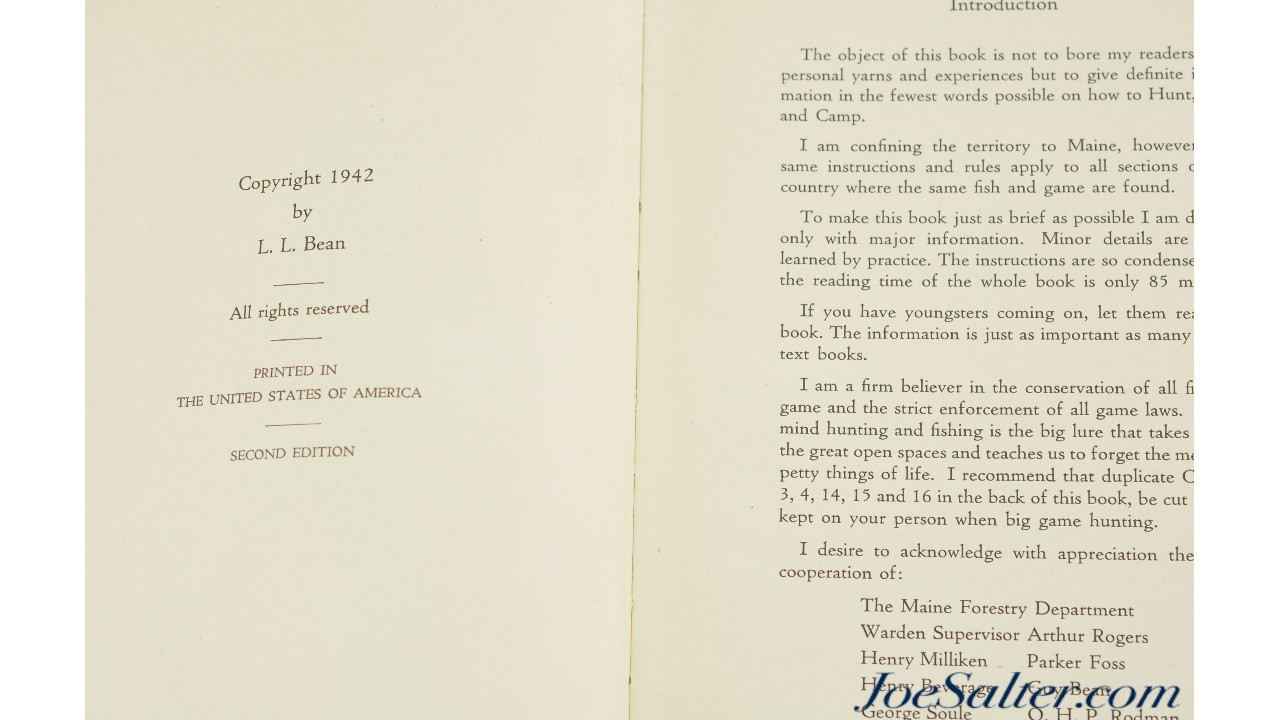 Copyright 1942
by
L. L. Bean
All rights reserved
PRINTED IN
THE UNITED STATES OF AMERICA
SECOND EDITION
Introduction
The object of this book is not to bore my readers
personal yarns and experiences but to give definite
mation in the fewest words possible on how to Hunt,
and Camp.
I am confining the territory to Maine, however
same instructions and rules apply to all sections
country where the same fish and game are found.
To make this book just as brief as possible I am
only with major information. Minor details are
learned by practice. The instructions are so condense
the reading time of the whole book is only 85
If you have youngsters coming on, let them
book. The information is just as important as many
text books.
I am a firm believer in the conservation of all
game and the strict enforcement of all game laws.
mind hunting and fishing is the big lure that takes
the great open spaces and teaches us to forget the
petty things of life. I recommend that duplicate
3, 4, 14, 15 and 16 in the back of this book, be cut
kept on your person when big game hunting.
I desire to acknowledge with appreciation the
cooperation of:
The Maine Forestry Department
Warden Supervisor Arthur Rogers
Henry Milliken Parker Foss
Henry Beverage Guy Bean
George Soule O. H. P. Rodman
JoeSalter.com